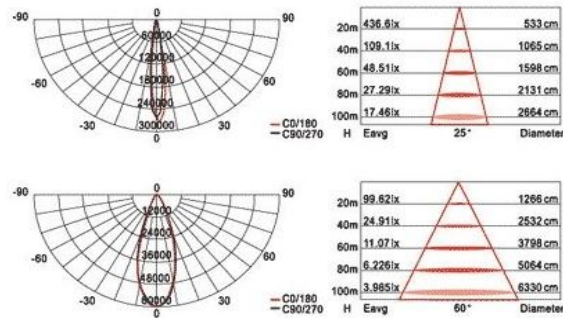 0
-90 90
60000
120000
180000
240000
300000
-60 60
-30 30
0
C0/180
C90/270
20m 436.6lx 533 cm
40m 109.1lx 1065 cm
60m 48.51lx 1598 cm
80m 27.29lx 2131 cm
100m 17.46lx 2664 cm
H Eavg 25° Diameter
0
-90 90
12000
24000
36000
48000
60000
-60 60
-30 30
0
C0/180
C90/270
20m 99.62lx 1266 cm
40m 24.91lx 2532 cm
60m 11.07lx 3798 cm
80m 6.226lx 5064 cm
100m 3.985lx 6330 cm
H Eavg 60° Diameter